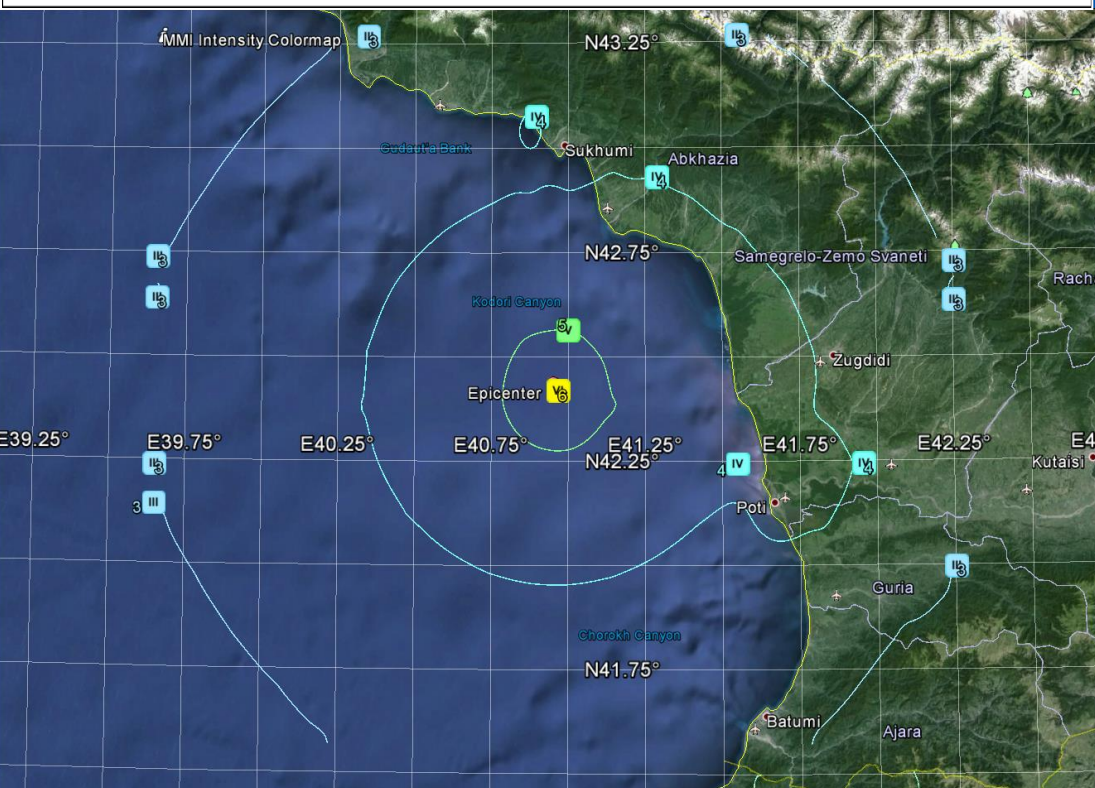 MMI Intensity Colormap
III
3
III
3
N43.25°
IV
4
Gudaut'a Bank
Sukhumi
Abkhazia
IV
4
N42.75°
Samegrelo-Zemo Svaneti
III
3
III
3
Rach
III
3
III
3
Kodori Canyon
5
V
Zugdidi
Epicenter
VI
6
E39.25°
E39.75°
E40.25°
E40.75°
E41.25°
E41.75°
E42.25°
E4
N42.25°
III
3
IV
4
IV
4
Kutaisi
III
3
Poti
III
3
Guria
Chorokh Canyon
N41.75°
Batumi
Ajara